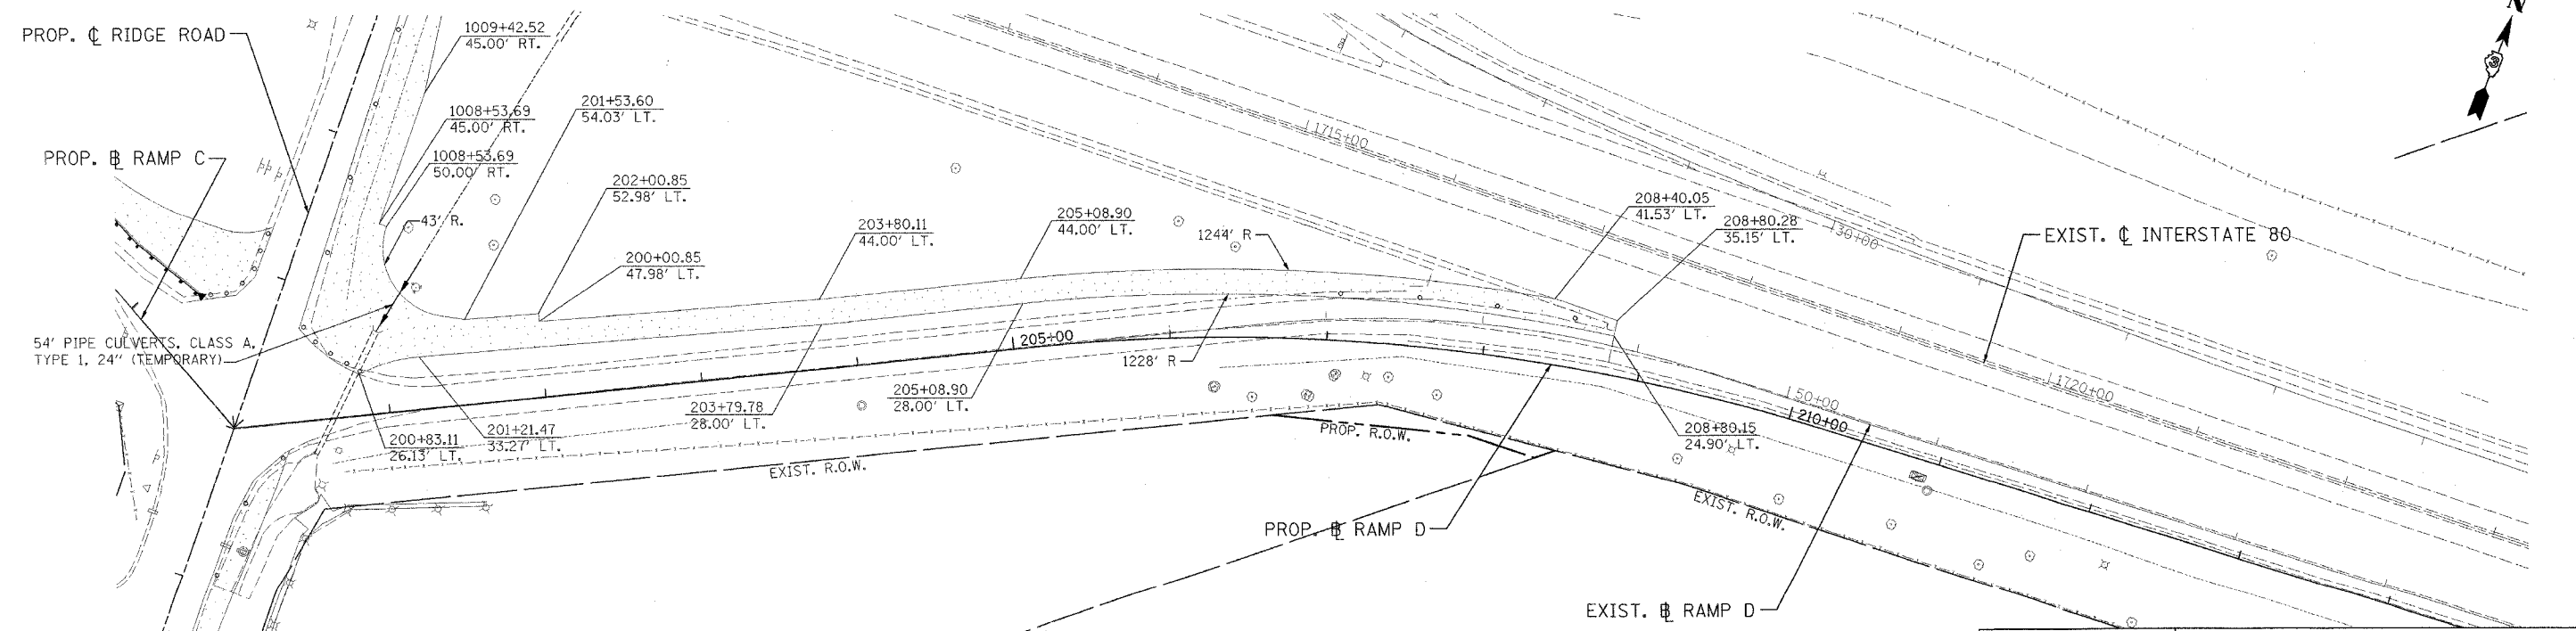 PROP. ℄ RIDGE ROAD
1009+42.52
45.00' RT.
N
3
1008+53.69
45.00' RT.
201+53.60
54.03' LT.
PROP. ⅊ RAMP C
1008+53.69
50.00' RT.
1715+00
202+00.85
52.98' LT.
43' R.
203+80.11
44.00' LT.
205+08.90
44.00' LT.
1244' R
208+40.05
41.53' LT.
208+80.28
35.15' LT.
30+00
EXIST. ℄ INTERSTATE 80
200+00.85
47.98' LT.
54' PIPE CULVERTS, CLASS A,
TYPE 1, 24" (TEMPORARY)
205+00
1228' R
1720+00
50+00
210+00
203+79.78
28.00' LT.
205+08.90
28.00' LT.
200+83.11
26.13' LT.
201+21.47
33.27' LT.
PROP. R.O.W.
208+80.15
24.90' LT.
EXIST. R.O.W.
EXIST. R.O.W.
PROP. ⅊ RAMP D
EXIST. ⅊ RAMP D